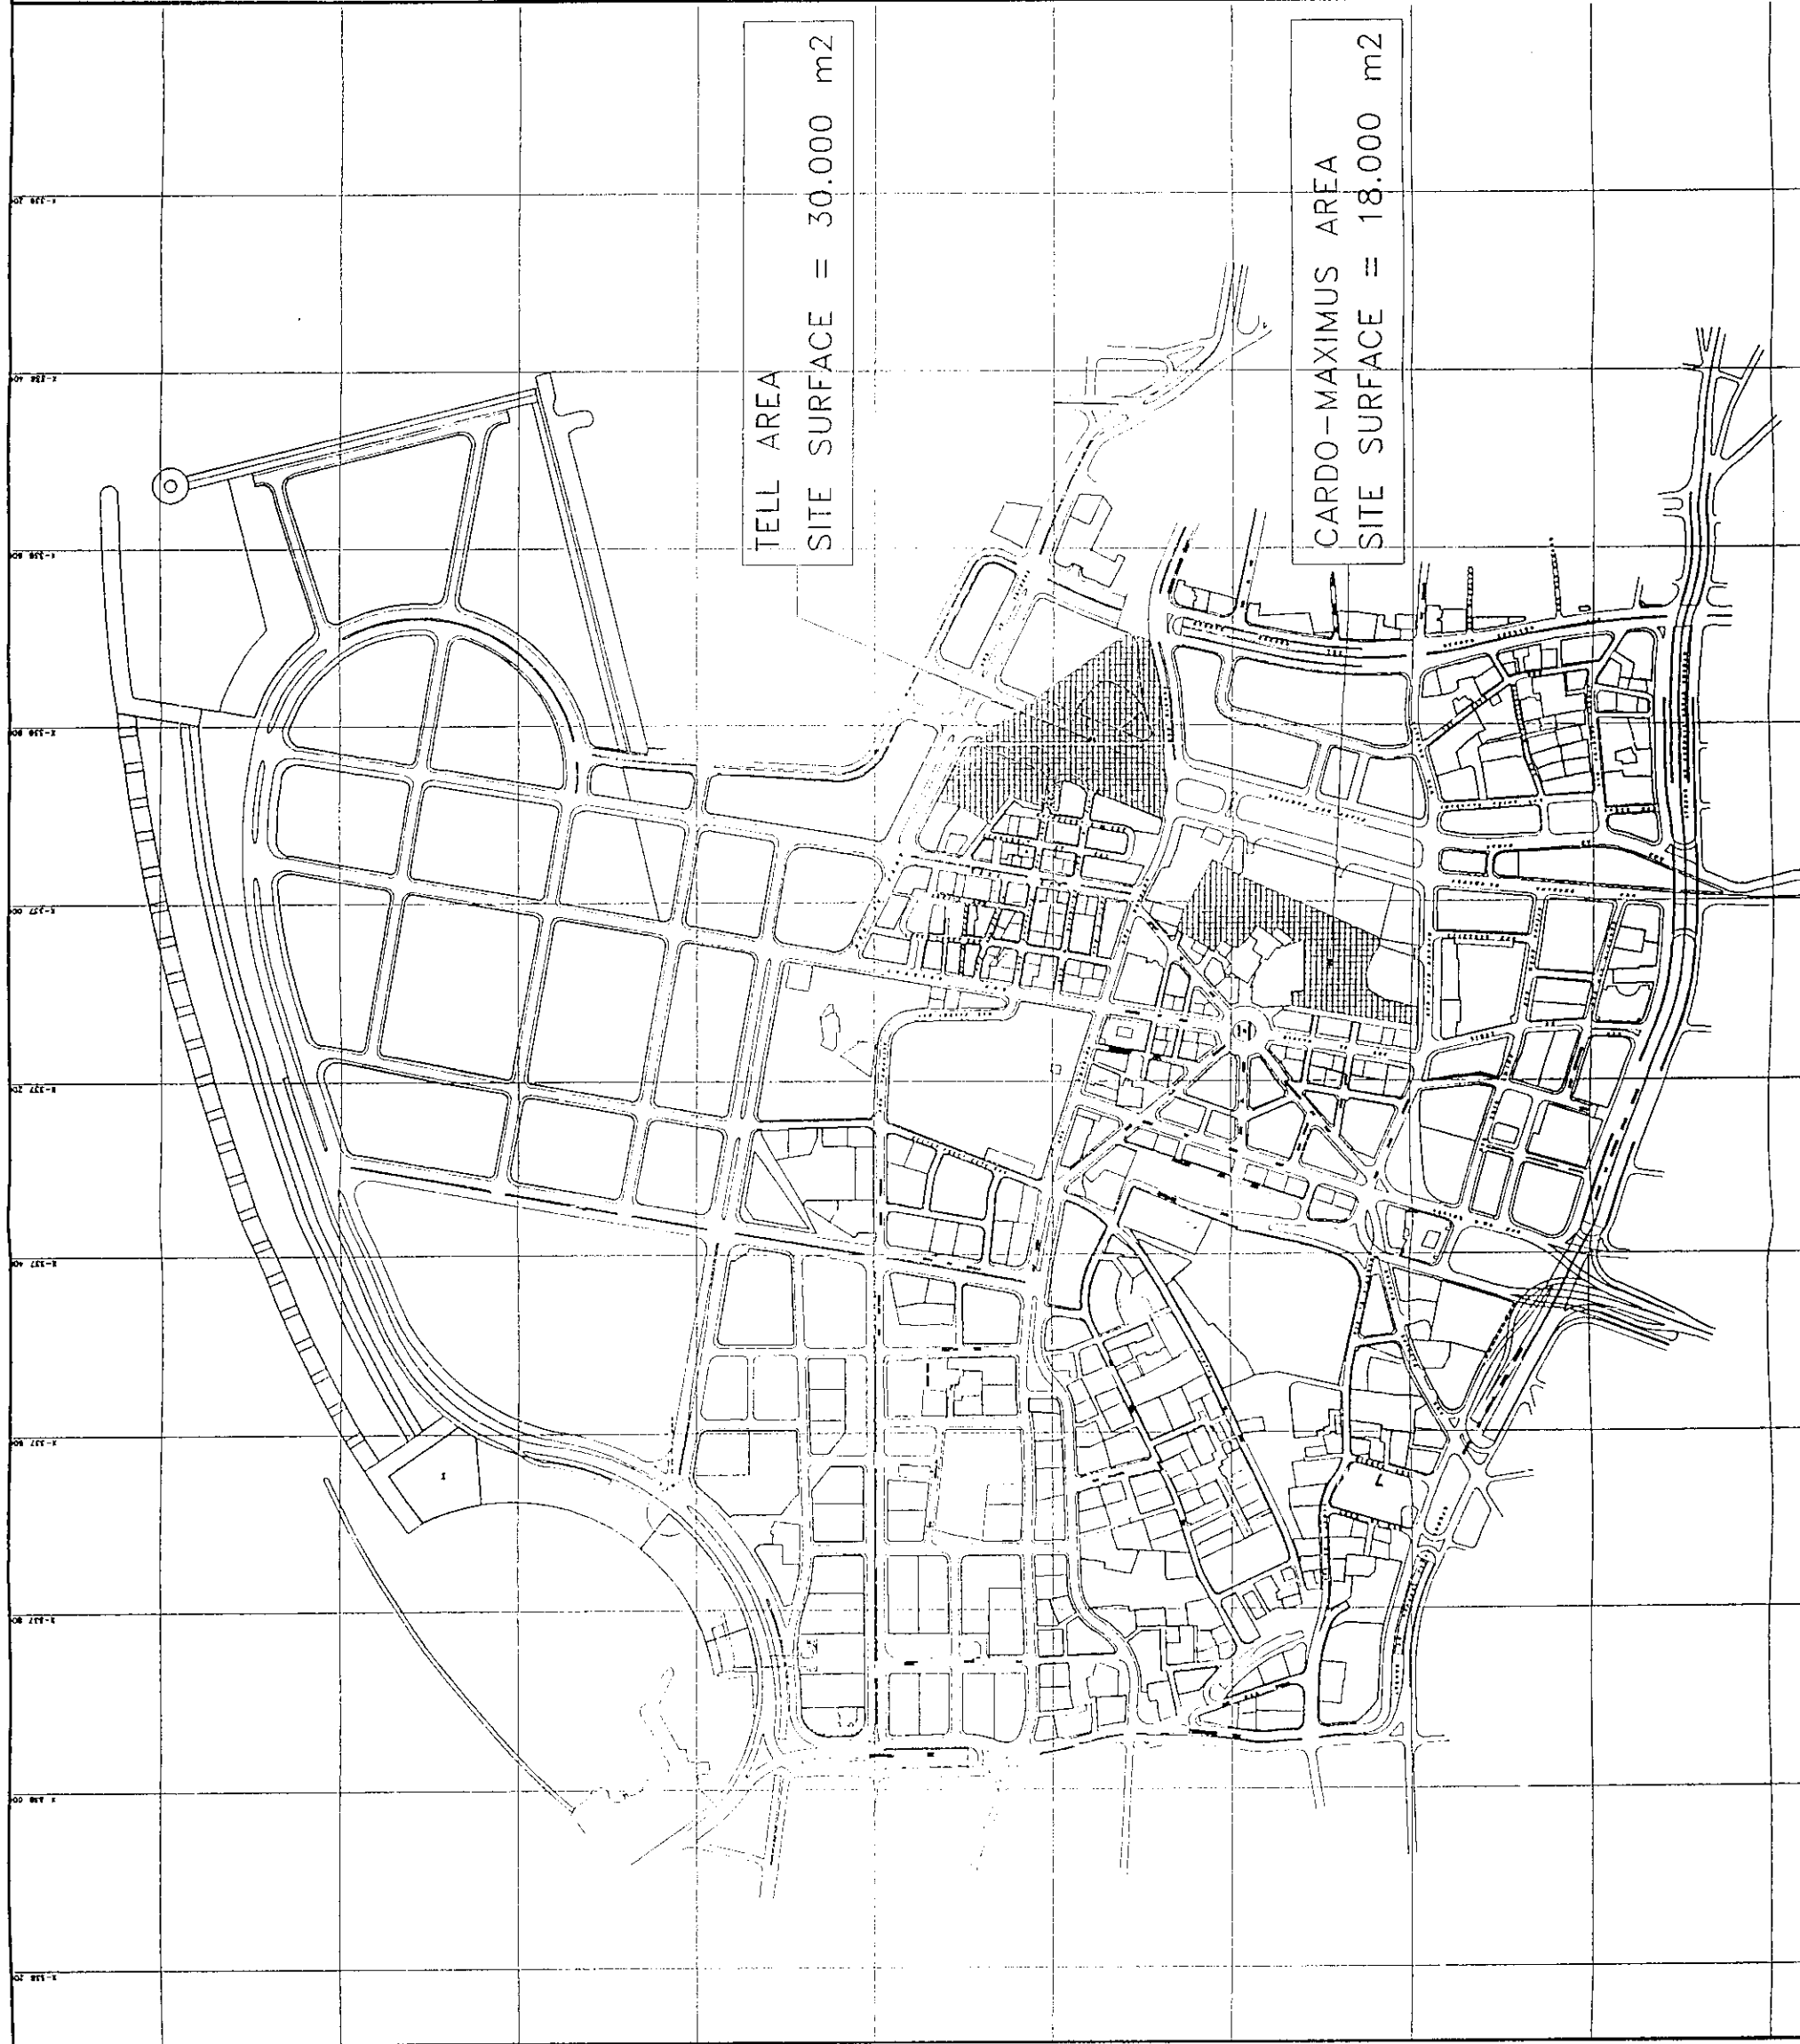 TELL AREA
SITE SURFACE = 30.000 m2
CARDO-MAXIMUS AREA
SITE SURFACE = 18.000 m2